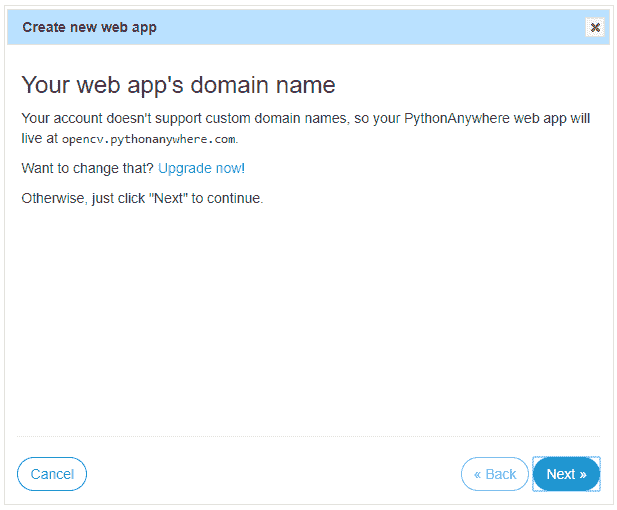 Create new web app
Your web app's domain name
Your account doesn't support custom domain names, so your PythonAnywhere web app will
live at opencv.pythonanywhere.com.
Want to change that? Upgrade now!
Otherwise, just click "Next" to continue.
Cancel
« Back
Next »